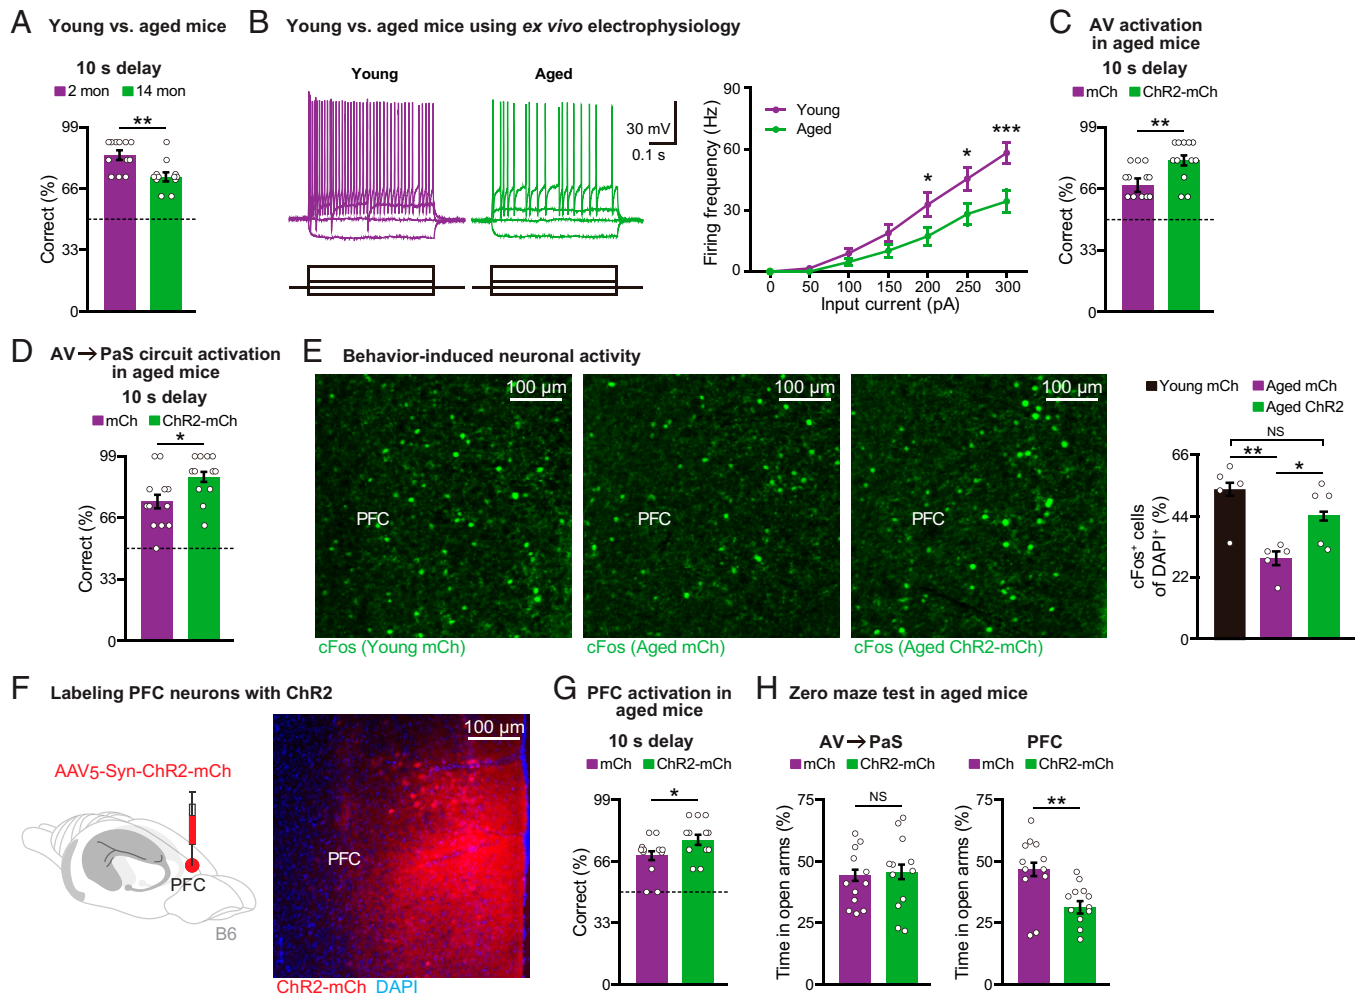 A Young vs. aged mice
10 s delay
2 mon 14 mon
**
99
66
33
0
Correct (%)
B Young vs. aged mice using ex vivo electrophysiology
Young
Aged
30 mV
0.1 s
Young
Aged
* * ***
90
60
30
0
Firing frequency (Hz)
0 50 100 150 200 250 300
Input current (pA)
C AV activation
in aged mice
10 s delay
mCh ChR2-mCh
**
99
66
33
0
Correct (%)
D AV→PaS circuit activation
in aged mice
10 s delay
mCh ChR2-mCh
*
99
66
33
0
Correct (%)
E Behavior-induced neuronal activity
100 µm
PFC
cFos (Young mCh)
100 µm
PFC
cFos (Aged mCh)
100 µm
PFC
cFos (Aged ChR2-mCh)
Young mCh Aged mCh
Aged ChR2
NS
** *
66
44
22
0
cFos⁺ cells
of DAPI⁺ (%)
F Labeling PFC neurons with ChR2
AAV5-Syn-ChR2-mCh
PFC
B6
100 µm
PFC
ChR2-mCh DAPI
G PFC activation in
aged mice
10 s delay
mCh ChR2-mCh
*
99
66
33
0
Correct (%)
H Zero maze test in aged mice
AV→PaS
mCh ChR2-mCh
NS
75
50
25
0
Time in open arms (%)
PFC
mCh ChR2-mCh
**
75
50
25
0
Time in open arms (%)